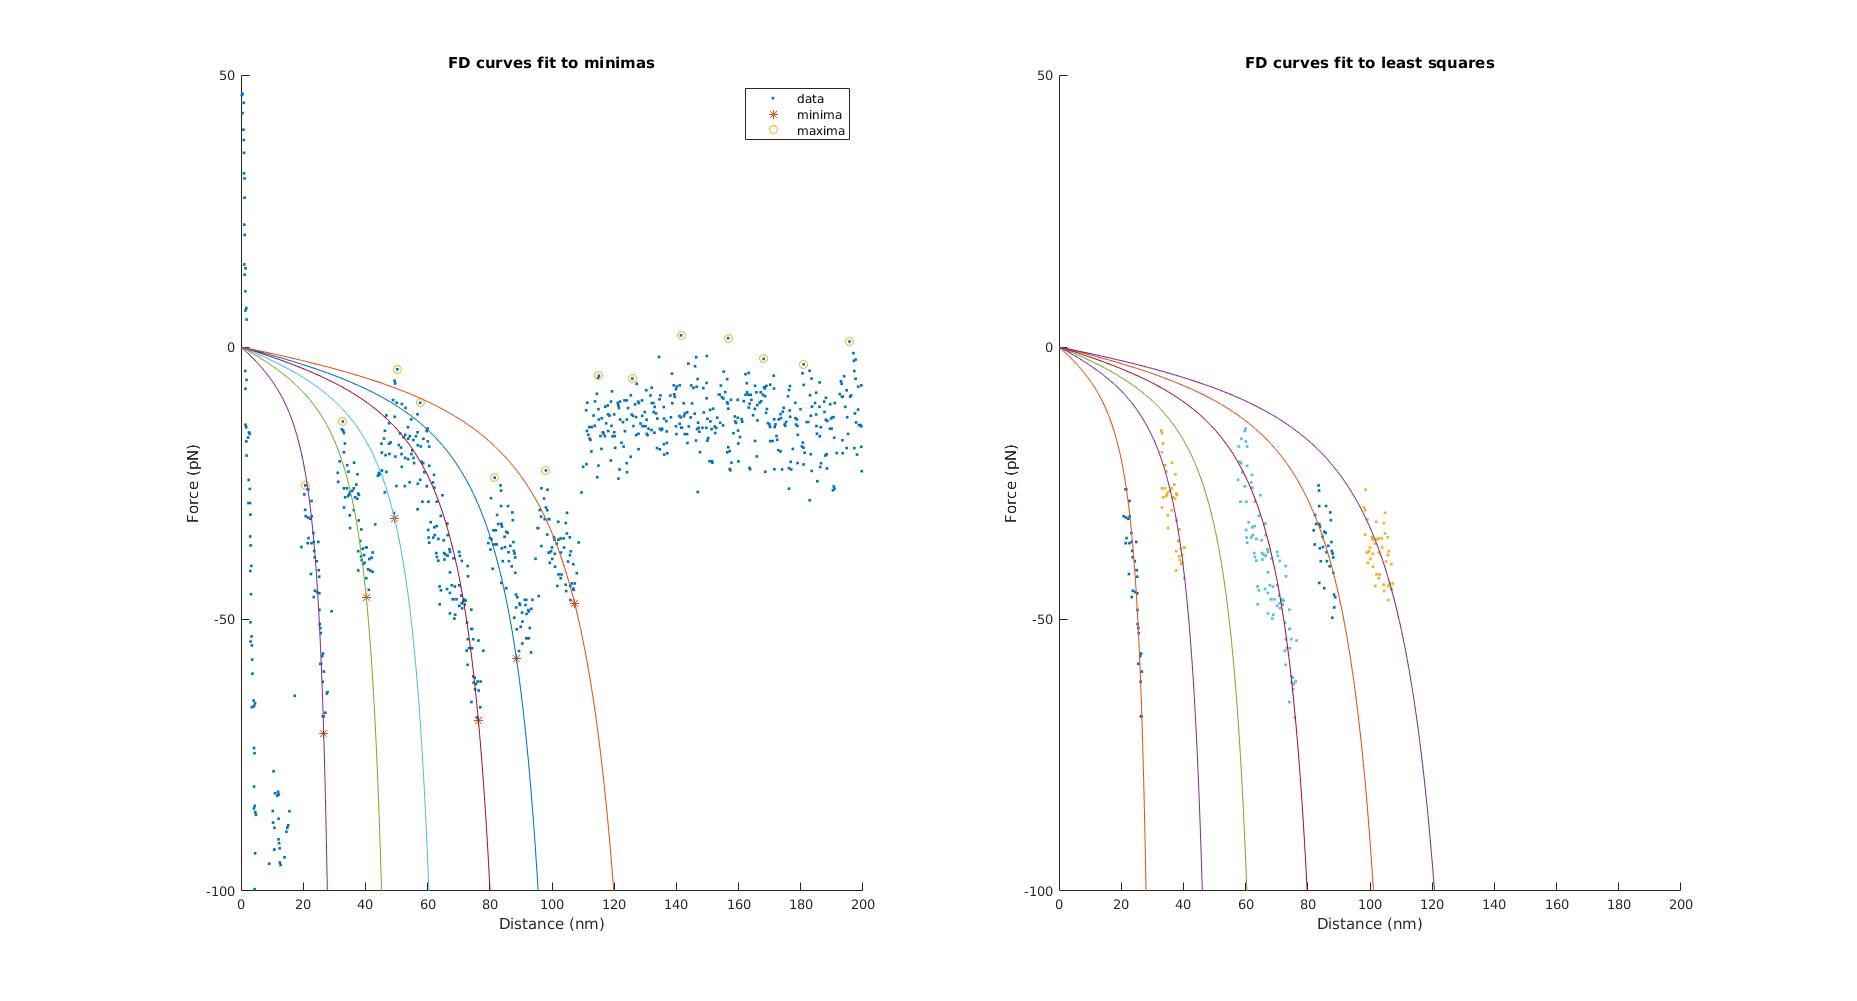 FD curves fit to minimas
50
0
-50
-100
Force (pN)
data
minima
maxima
0 20 40 60 80 100 120 140 160 180 200
Distance (nm)
FD curves fit to least squares
50
0
-50
-100
Force (pN)
0 20 40 60 80 100 120 140 160 180 200
Distance (nm)